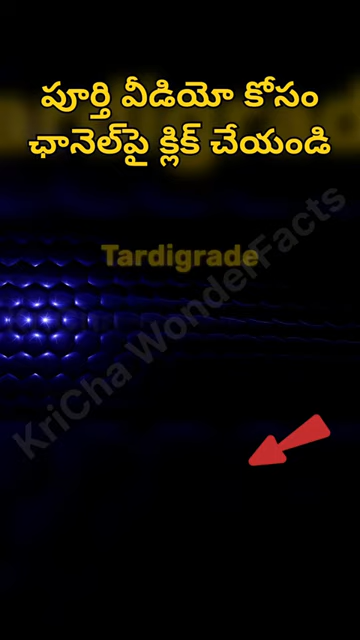 పూర్తి వీడియో కోసం
ఛానెల్‌పై క్లిక్ చేయండి
Tardigrade
KriCha WonderFacts